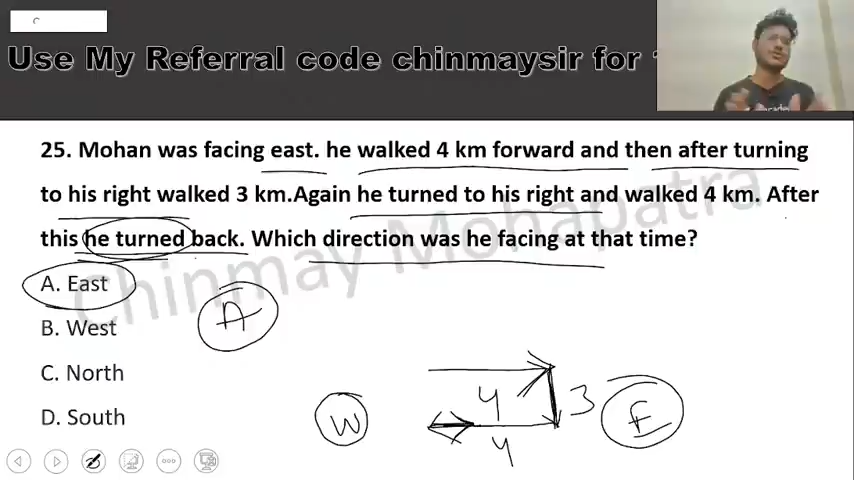 Use My Referral code chinmaysir for
25. Mohan was facing east. he walked 4 km forward and then after turning
to his right walked 3 km.Again he turned to his right and walked 4 km. After
this he turned back. Which direction was he facing at that time?
A. East
B. West
C. North
D. South
Chinmay Mohapatra
A
4
3
E
W
4